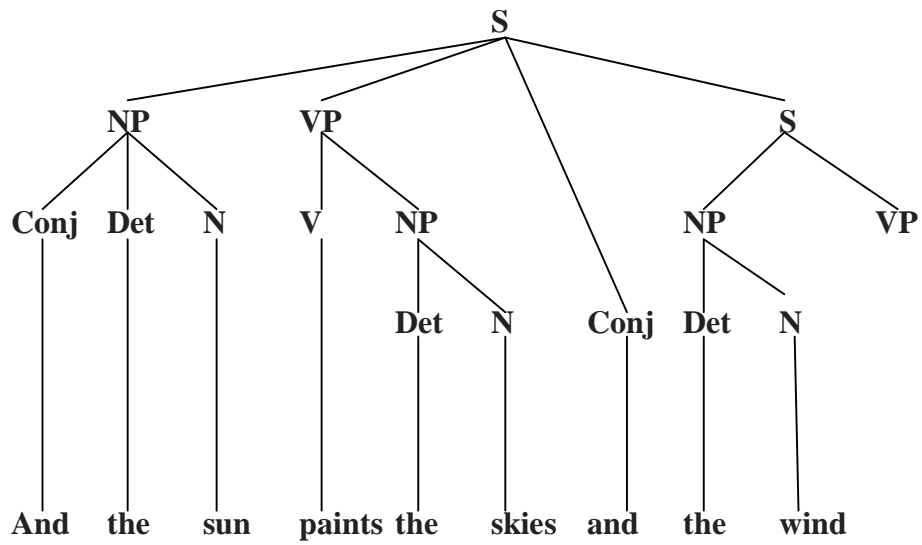 S
NP VP S
Conj Det N V NP NP VP
Det N Conj Det N
And the sun paints the skies and the wind